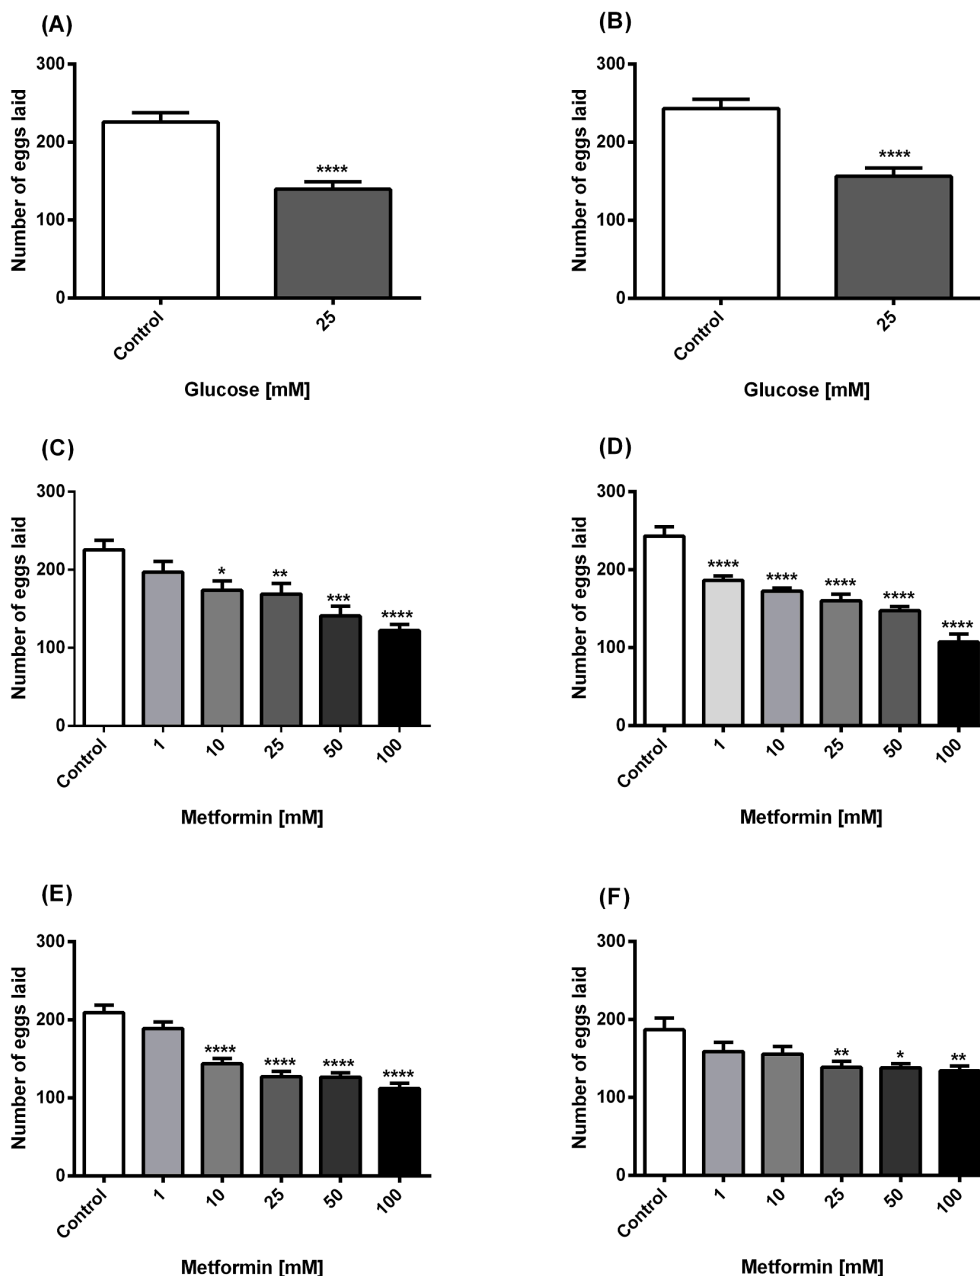 (A)
300
200
100
0
Number of eggs laid
****
Control
25
Glucose [mM]
(B)
300
200
100
0
Number of eggs laid
****
Control
25
Glucose [mM]
(C)
300
200
100
0
Number of eggs laid
*
**
***
****
Control
1
10
25
50
100
Metformin [mM]
(D)
300
200
100
0
Number of eggs laid
****
****
****
****
****
Control
1
10
25
50
100
Metformin [mM]
(E)
300
200
100
0
Number of eggs laid
****
****
****
****
Control
1
10
25
50
100
Metformin [mM]
(F)
300
200
100
0
Number of eggs laid
**
*
**
Control
1
10
25
50
100
Metformin [mM]